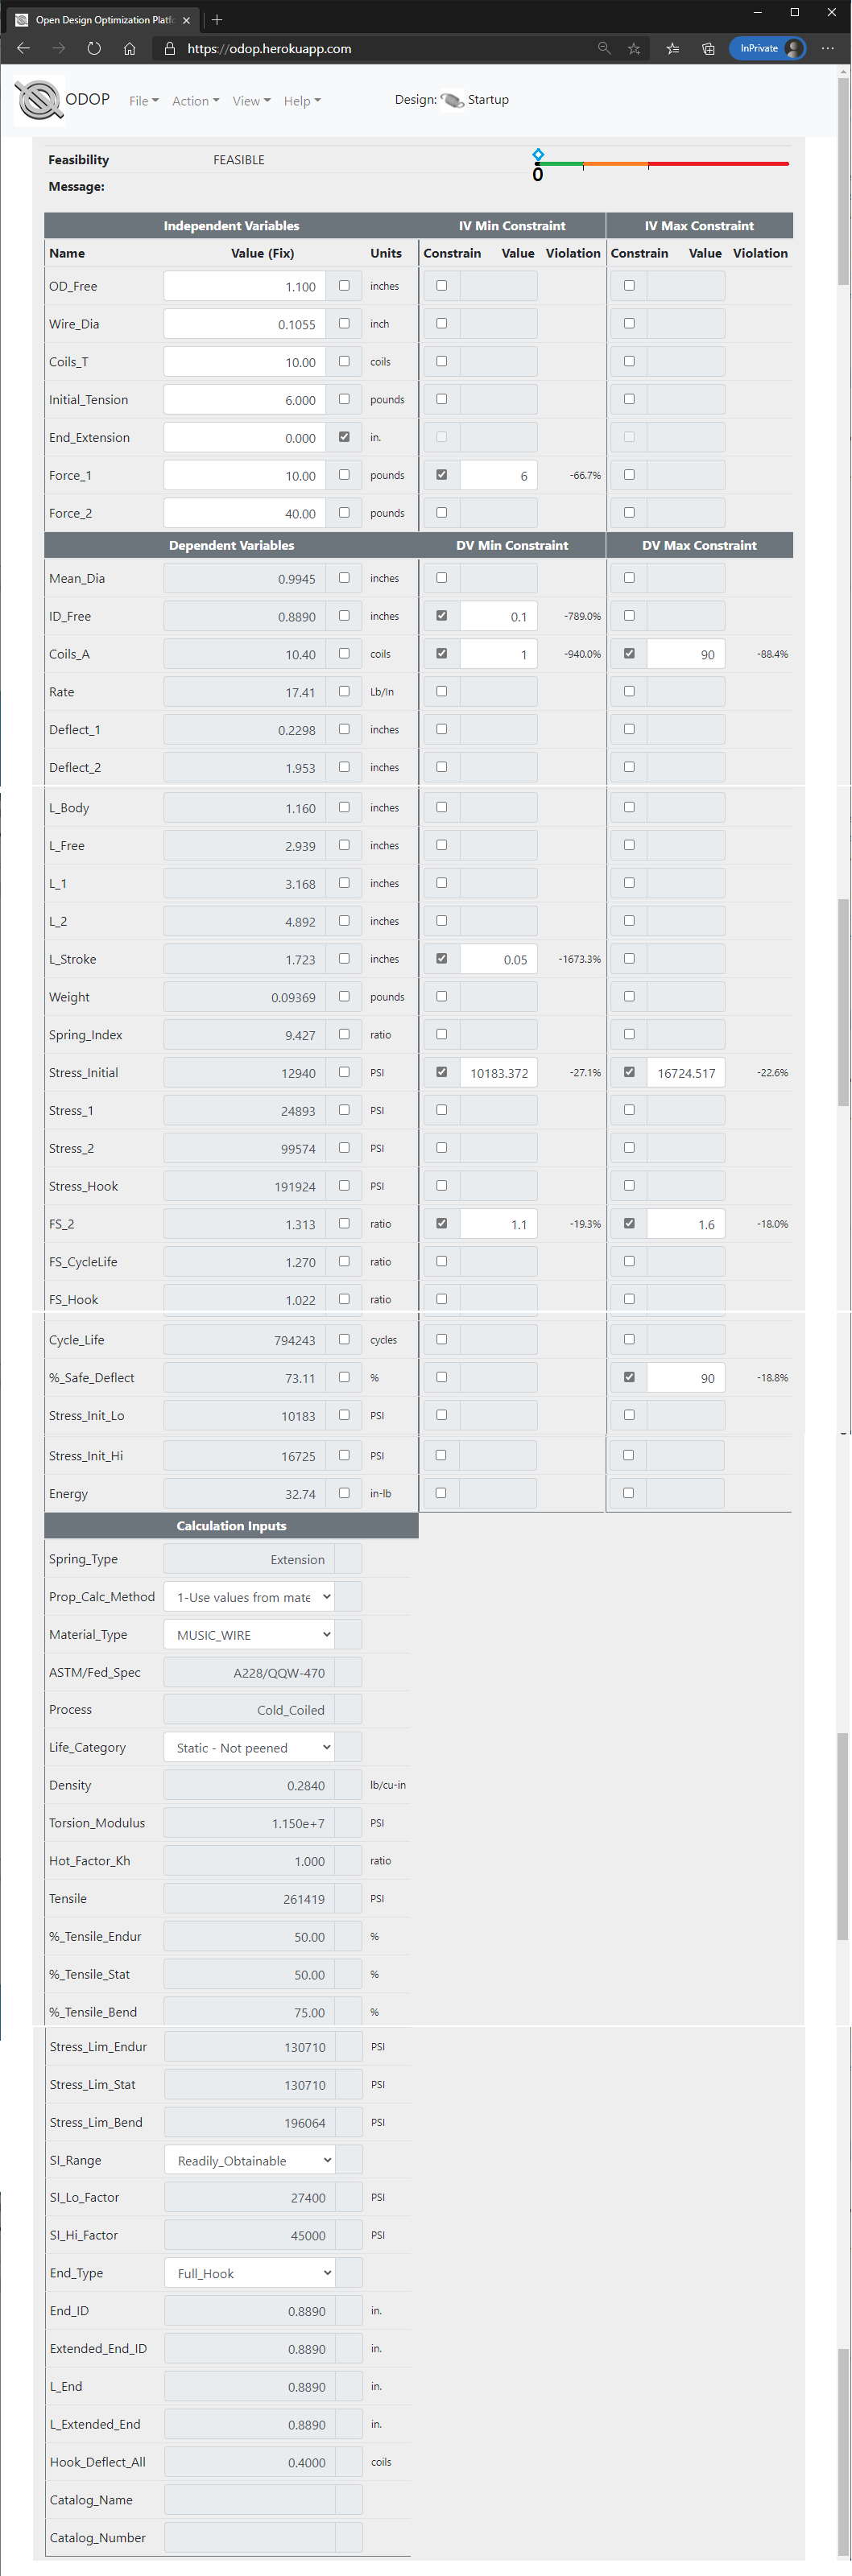 Open Design Optimization Platfo
https://odop.herokuapp.com
InPrivate
ODOP File Action View Help Design: Startup
Feasibility FEASIBLE
0
Message:
Independent Variables IV Min Constraint IV Max Constraint
Name Value (Fix) Units Constrain Value Violation Constrain Value Violation
OD_Free 1.100 inches
Wire_Dia 0.1055 inch
Coils_T 10.00 coils
Initial_Tension 6.000 pounds
End_Extension 0.000 in.
Force_1 10.00 pounds 6 -66.7%
Force_2 40.00 pounds
Dependent Variables DV Min Constraint DV Max Constraint
Mean_Dia 0.9945 inches
ID_Free 0.8890 inches 0.1 -789.0%
Coils_A 10.40 coils 1 -940.0% 90 -88.4%
Rate 17.41 Lb/In
Deflect_1 0.2298 inches
Deflect_2 1.953 inches
L_Body 1.160 inches
L_Free 2.939 inches
L_1 3.168 inches
L_2 4.892 inches
L_Stroke 1.723 inches 0.05 -1673.3%
Weight 0.09369 pounds
Spring_Index 9.427 ratio
Stress_Initial 12940 PSI 10183.372 -27.1% 16724.517 -22.6%
Stress_1 24893 PSI
Stress_2 99574 PSI
Stress_Hook 191924 PSI
FS_2 1.313 ratio 1.1 -19.3% 1.6 -18.0%
FS_CycleLife 1.270 ratio
FS_Hook 1.022 ratio
Cycle_Life 794243 cycles
%_Safe_Deflect 73.11 % 90 -18.8%
Stress_Init_Lo 10183 PSI
Stress_Init_Hi 16725 PSI
Energy 32.74 in-lb
Calculation Inputs
Spring_Type Extension
Prop_Calc_Method 1-Use values from mate
Material_Type MUSIC_WIRE
ASTM/Fed_Spec A228/QQW-470
Process Cold_Coiled
Life_Category Static - Not peened
Density 0.2840 lb/cu-in
Torsion_Modulus 1.150e+7 PSI
Hot_Factor_Kh 1.000 ratio
Tensile 261419 PSI
%_Tensile_Endur 50.00 %
%_Tensile_Stat 50.00 %
%_Tensile_Bend 75.00 %
Stress_Lim_Endur 130710 PSI
Stress_Lim_Stat 130710 PSI
Stress_Lim_Bend 196064 PSI
SI_Range Readily_Obtainable
SI_Lo_Factor 27400 PSI
SI_Hi_Factor 45000 PSI
End_Type Full_Hook
End_ID 0.8890 in.
Extended_End_ID 0.8890 in.
L_End 0.8890 in.
L_Extended_End 0.8890 in.
Hook_Deflect_All 0.4000 coils
Catalog_Name
Catalog_Number